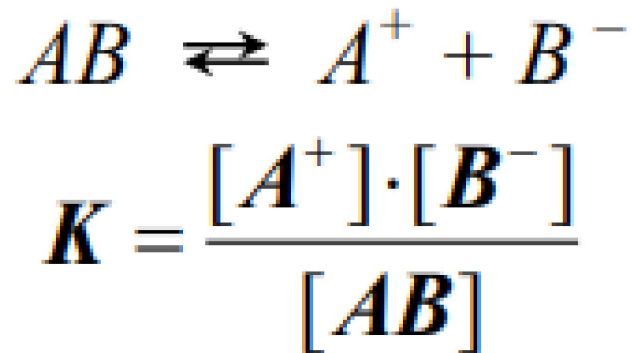 AB ⇄ A⁺ + B⁻
K = [A⁺]·[B⁻] / [AB]